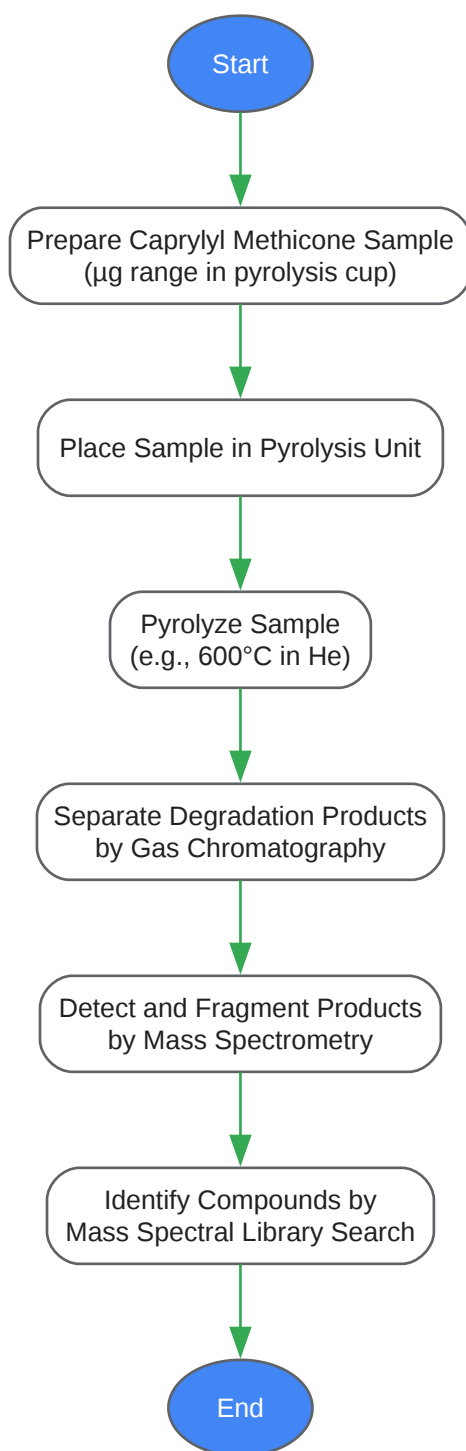 Start
Prepare Caprylyl Methicone Sample
(µg range in pyrolysis cup)
Place Sample in Pyrolysis Unit
Pyrolyze Sample
(e.g., 600°C in He)
Separate Degradation Products
by Gas Chromatography
Detect and Fragment Products
by Mass Spectrometry
Identify Compounds by
Mass Spectral Library Search
End